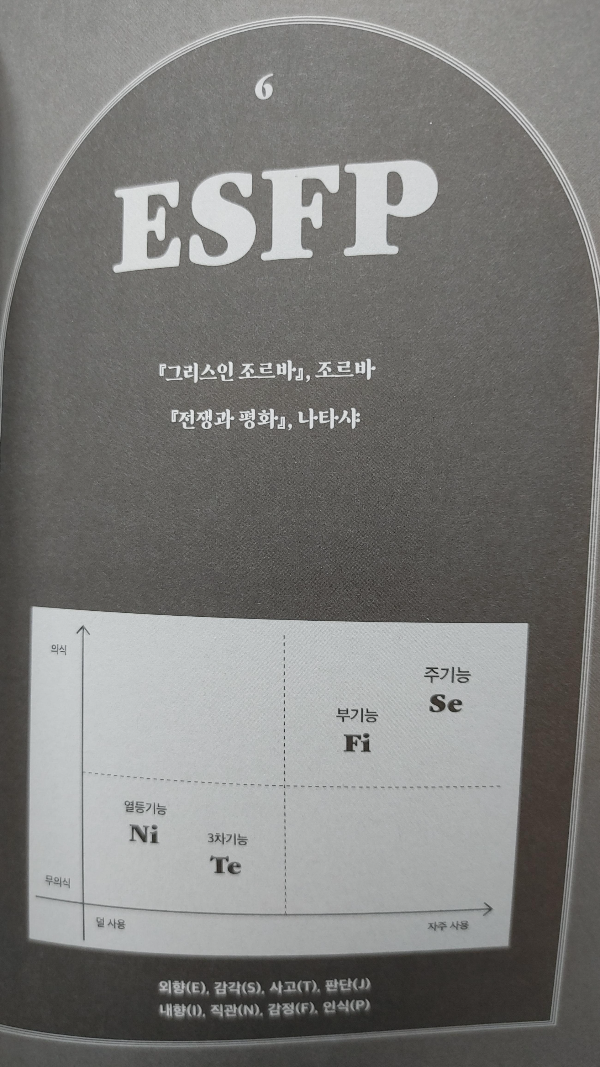 6
ESFP
『그리스인 조르바』, 조르바
『전쟁과 평화』, 나타샤
의식
주기능
Se
부기능
Fi
열등기능
Ni
3차기능
Te
무의식
덜 사용
자주 사용
외향(E), 감각(S), 사고(T), 판단(J)
내향(I), 직관(N), 감정(F), 인식(P)